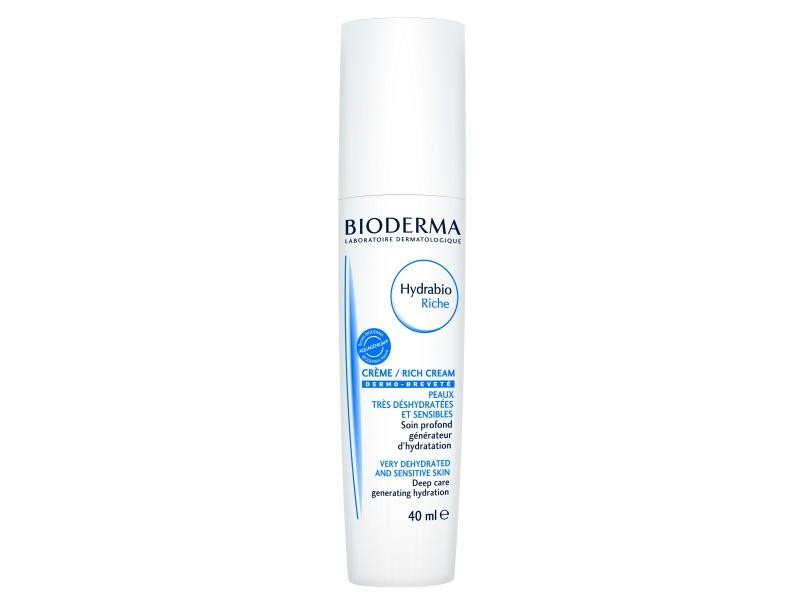 BIODERMA
LABORATOIRE DERMATOLOGIQUE
Hydrabio
Riche
AQUAGENIUM®
CRÈME / RICH CREAM
DERMO-BREVETÉ
PEAUX
TRÈS DÉSHYDRATÉES
ET SENSIBLES
Soin profond
générateur
d'hydratation
VERY DEHYDRATED
AND SENSITIVE SKIN
Deep care
generating hydration
40 ml ℮